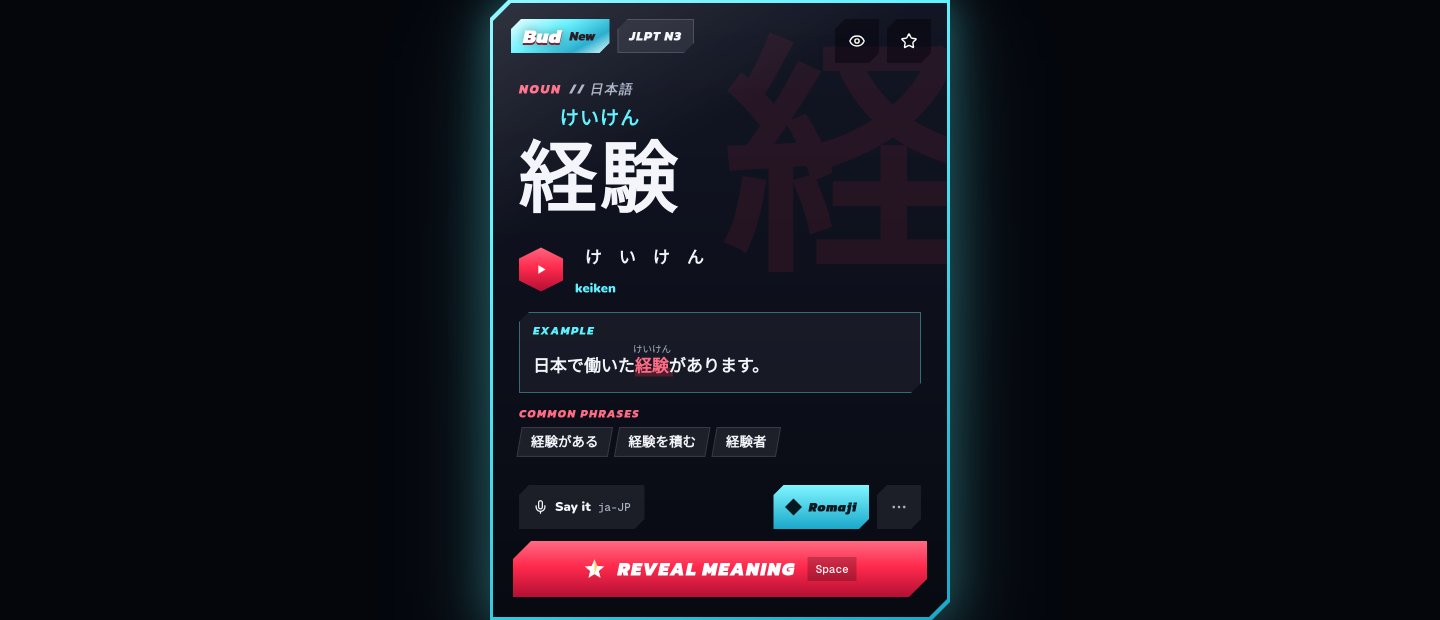 Bud New JLPT N3
経
NOUN // 日本語
けいけん
経験
けいけん
keiken
EXAMPLE
けいけん
日本で働いた経験があります。
COMMON PHRASES
経験がある 経験を積む 経験者
Say it ja-JP Romaji ...
REVEAL MEANING Space